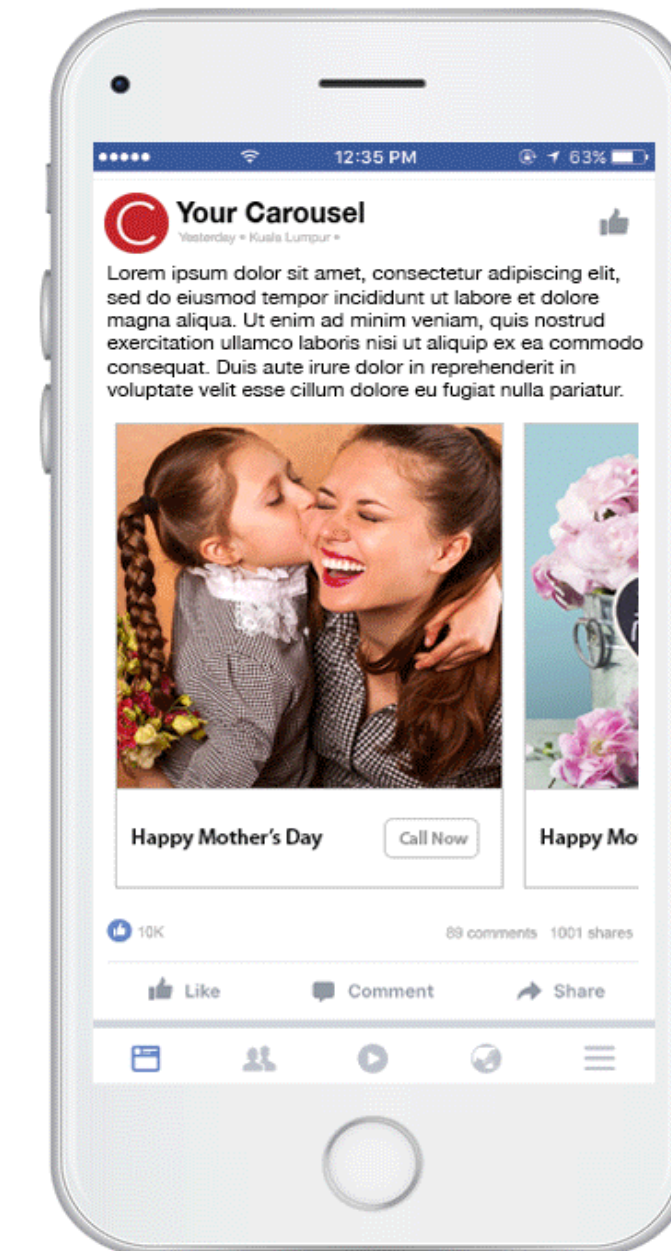 12:35 PM
63%
C
Your Carousel
Yesterday • Kuala Lumpur •
Lorem ipsum dolor sit amet, consectetur adipiscing elit,
sed do eiusmod tempor incididunt ut labore et dolore
magna aliqua. Ut enim ad minim veniam, quis nostrud
exercitation ullamco laboris nisi ut aliquip ex ea commodo
consequat. Duis aute irure dolor in reprehenderit in
voluptate velit esse cillum dolore eu fugiat nulla pariatur.
Happy Mother's Day
Call Now
Happy Mo
10K
89 comments 1001 shares
Like Comment Share